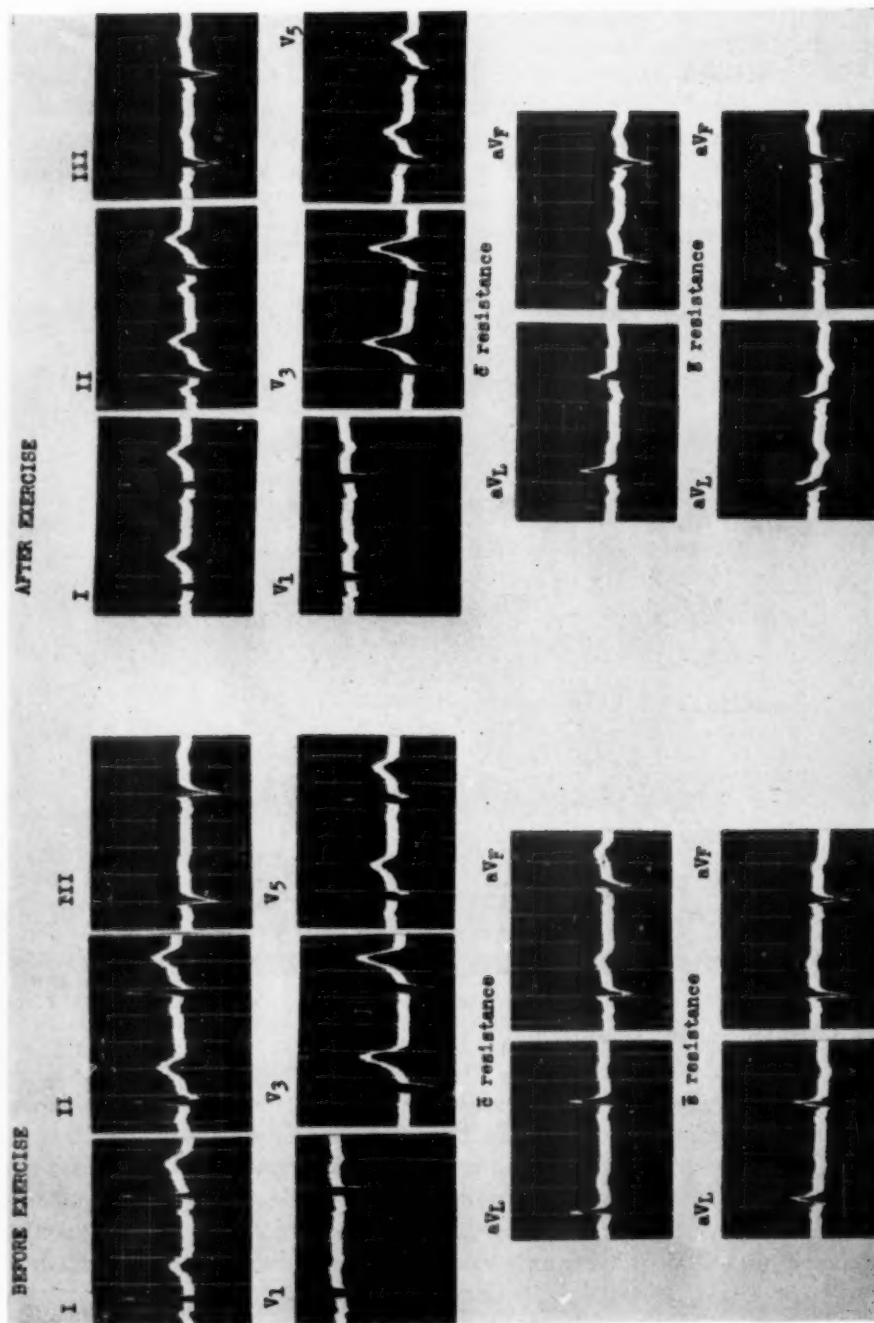 BEFORE EXERCISE
I II III
V1 V3 V5
c̄ resistance
aVL aVF
s̄ resistance
aVL aVF
AFTER EXERCISE
I II III
V1 V3 V5
c̄ resistance
aVL aVF
s̄ resistance
aVL aVF